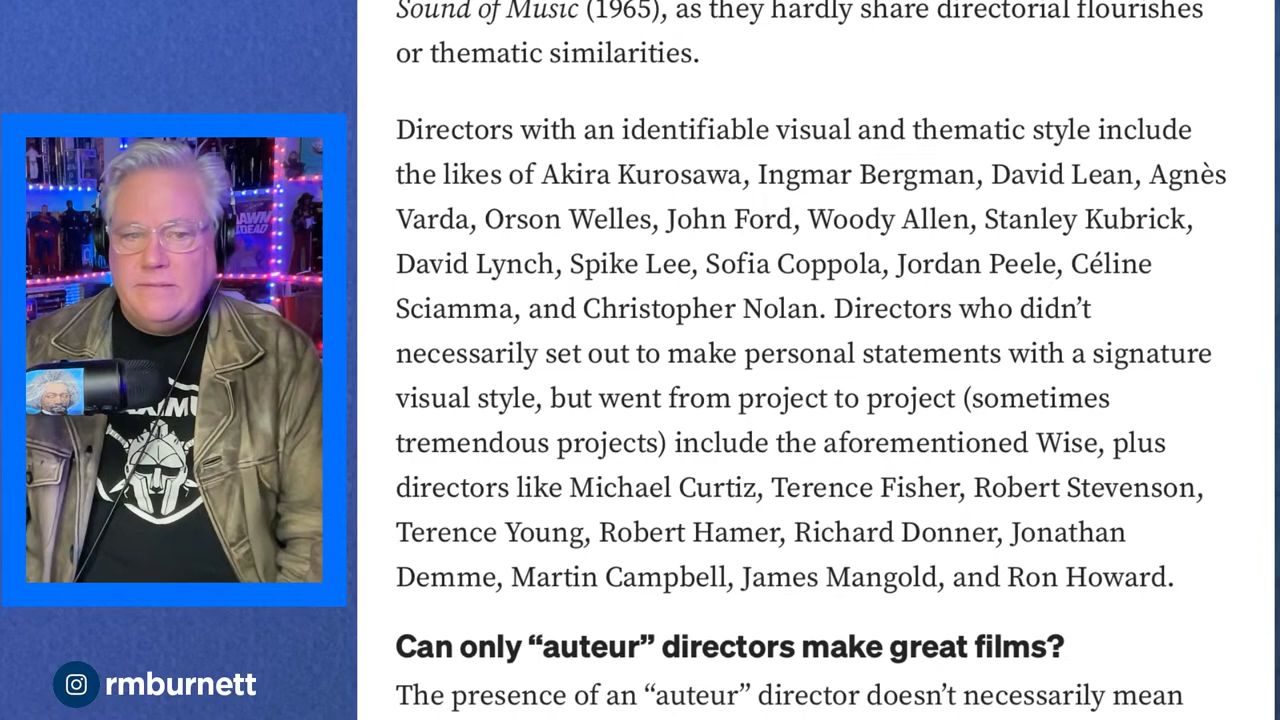 Sound of Music (1965), as they hardly share directorial flourishes
or thematic similarities.
Directors with an identifiable visual and thematic style include
the likes of Akira Kurosawa, Ingmar Bergman, David Lean, Agnès
Varda, Orson Welles, John Ford, Woody Allen, Stanley Kubrick,
David Lynch, Spike Lee, Sofia Coppola, Jordan Peele, Céline
Sciamma, and Christopher Nolan. Directors who didn’t
necessarily set out to make personal statements with a signature
visual style, but went from project to project (sometimes
tremendous projects) include the aforementioned Wise, plus
directors like Michael Curtiz, Terence Fisher, Robert Stevenson,
Terence Young, Robert Hamer, Richard Donner, Jonathan
Demme, Martin Campbell, James Mangold, and Ron Howard.
Can only “auteur” directors make great films?
The presence of an “auteur” director doesn’t necessarily mean
rmburnett